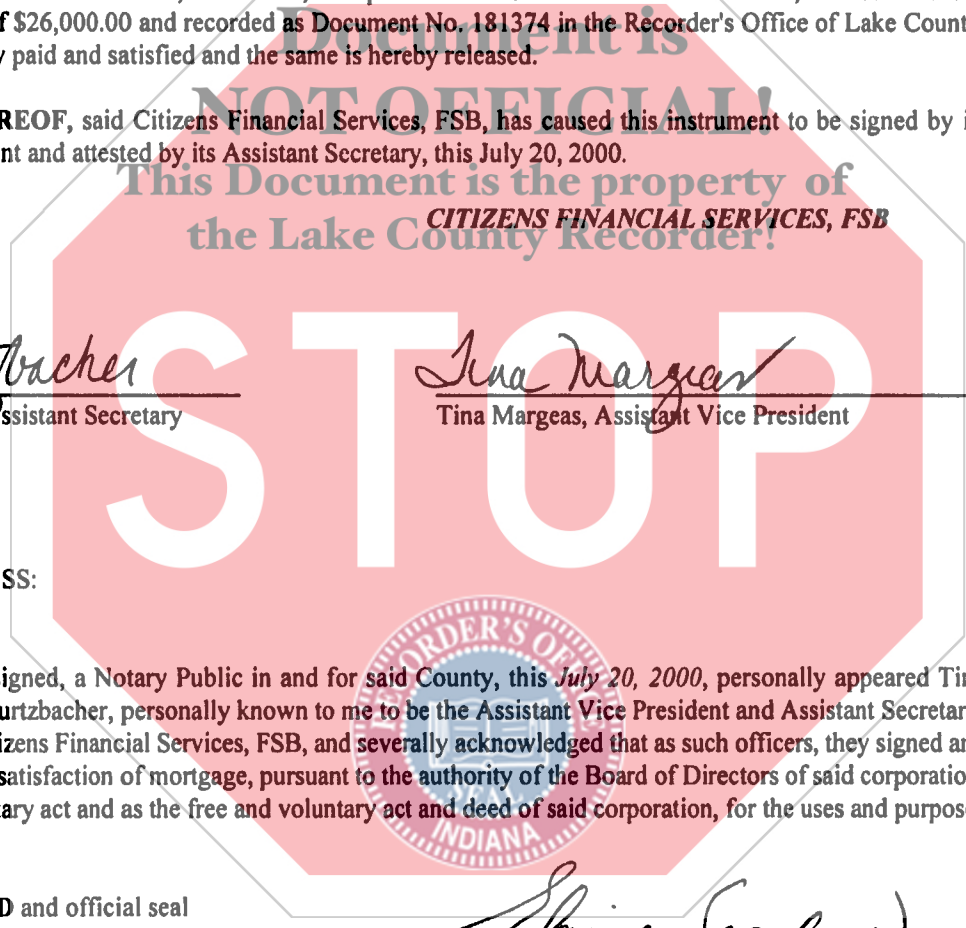 f $26,000.00 and recorded as Document No. 181374 in the Recorder's Office of Lake Count
Document is
y paid and satisfied and the same is hereby released.
NOT OFFICIAL!
REOF, said Citizens Financial Services, FSB, has caused this instrument to be signed by i
nt and attested by its Assistant Secretary, this July 20, 2000.
This Document is the property of
the Lake County Recorder!
CITIZENS FINANCIAL SERVICES, FSB
STOP
bacher
Tina Margeas
ssistant Secretary
Tina Margeas, Assistant Vice President
SS:
RECORDER'S OFFICE
igned, a Notary Public in and for said County, this July 20, 2000, personally appeared Tin
urtzbacher, personally known to me to be the Assistant Vice President and Assistant Secretar
izens Financial Services, FSB, and severally acknowledged that as such officers, they signed an
satisfaction of mortgage, pursuant to the authority of the Board of Directors of said corporatio
SEAL
ary act and as the free and voluntary act and deed of said corporation, for the uses and purpos
INDIANA
D and official seal